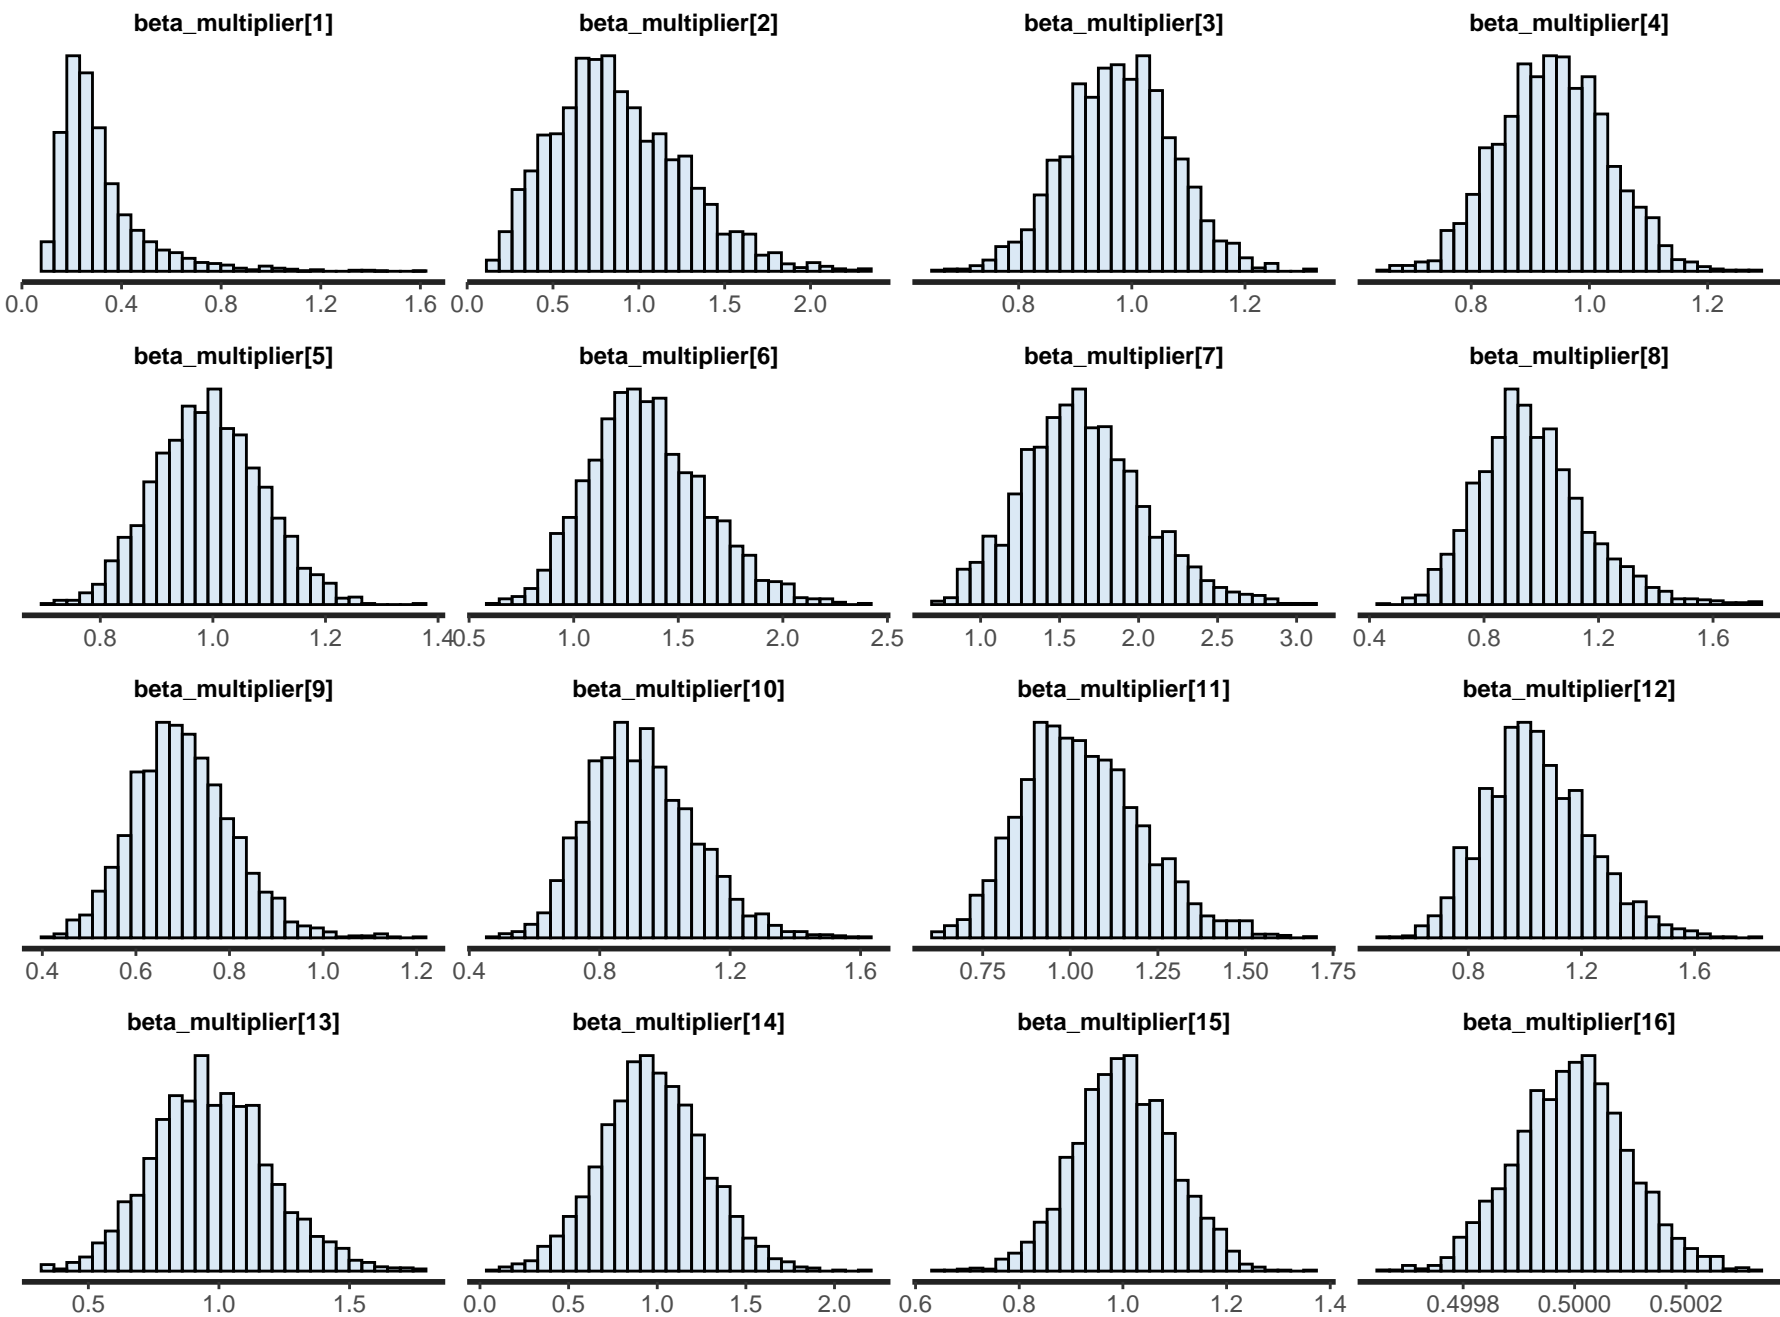 beta_multiplier[1] beta_multiplier[2] beta_multiplier[3] beta_multiplier[4]
0.0 0.4 0.8 1.2 1.6 0.0 0.5 1.0 1.5 2.0 0.8 1.0 1.2 0.8 1.0 1.2
beta_multiplier[5] beta_multiplier[6] beta_multiplier[7] beta_multiplier[8]
0.8 1.0 1.2 1.4 0.5 1.0 1.5 2.0 2.5 1.0 1.5 2.0 2.5 3.0 0.4 0.8 1.2 1.6
beta_multiplier[9] beta_multiplier[10] beta_multiplier[11] beta_multiplier[12]
0.4 0.6 0.8 1.0 1.2 0.4 0.8 1.2 1.6 0.75 1.00 1.25 1.50 1.75 0.8 1.2 1.6
beta_multiplier[13] beta_multiplier[14] beta_multiplier[15] beta_multiplier[16]
0.5 1.0 1.5 0.0 0.5 1.0 1.5 2.0 0.6 0.8 1.0 1.2 1.4 0.4998 0.5000 0.5002